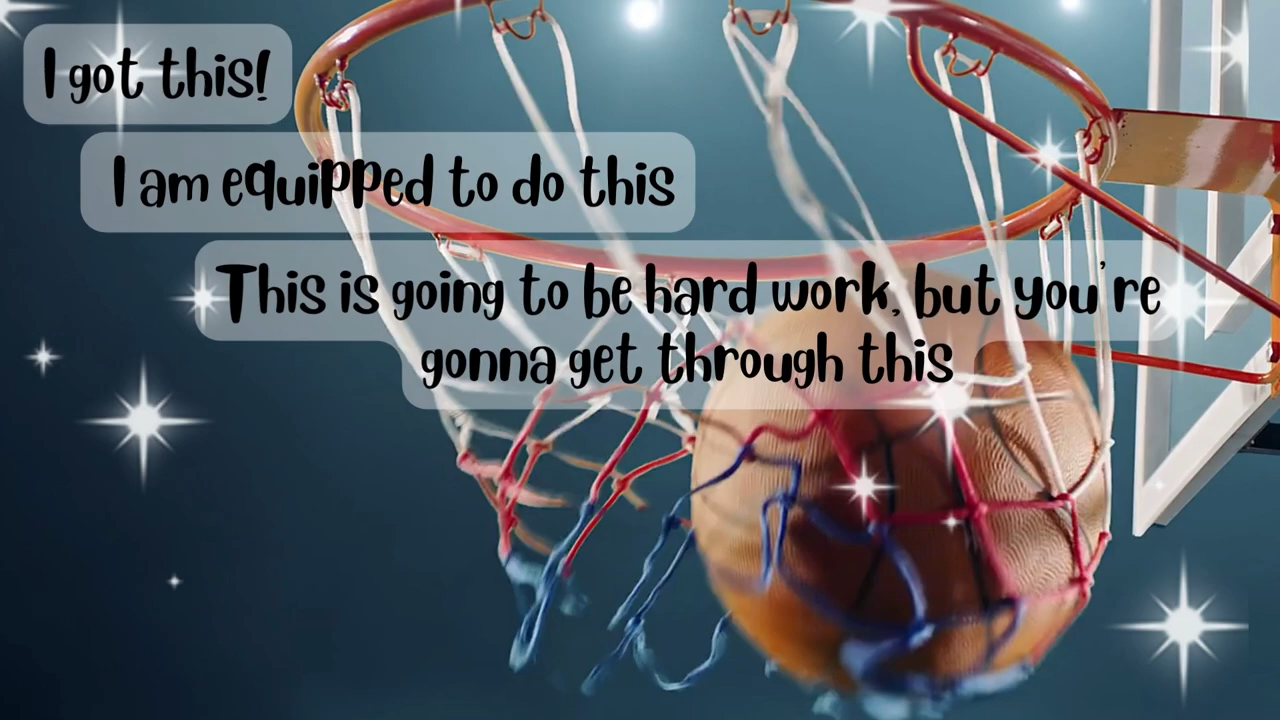 I got this!
I am equipped to do this
This is going to be hard work, but you're
gonna get through this